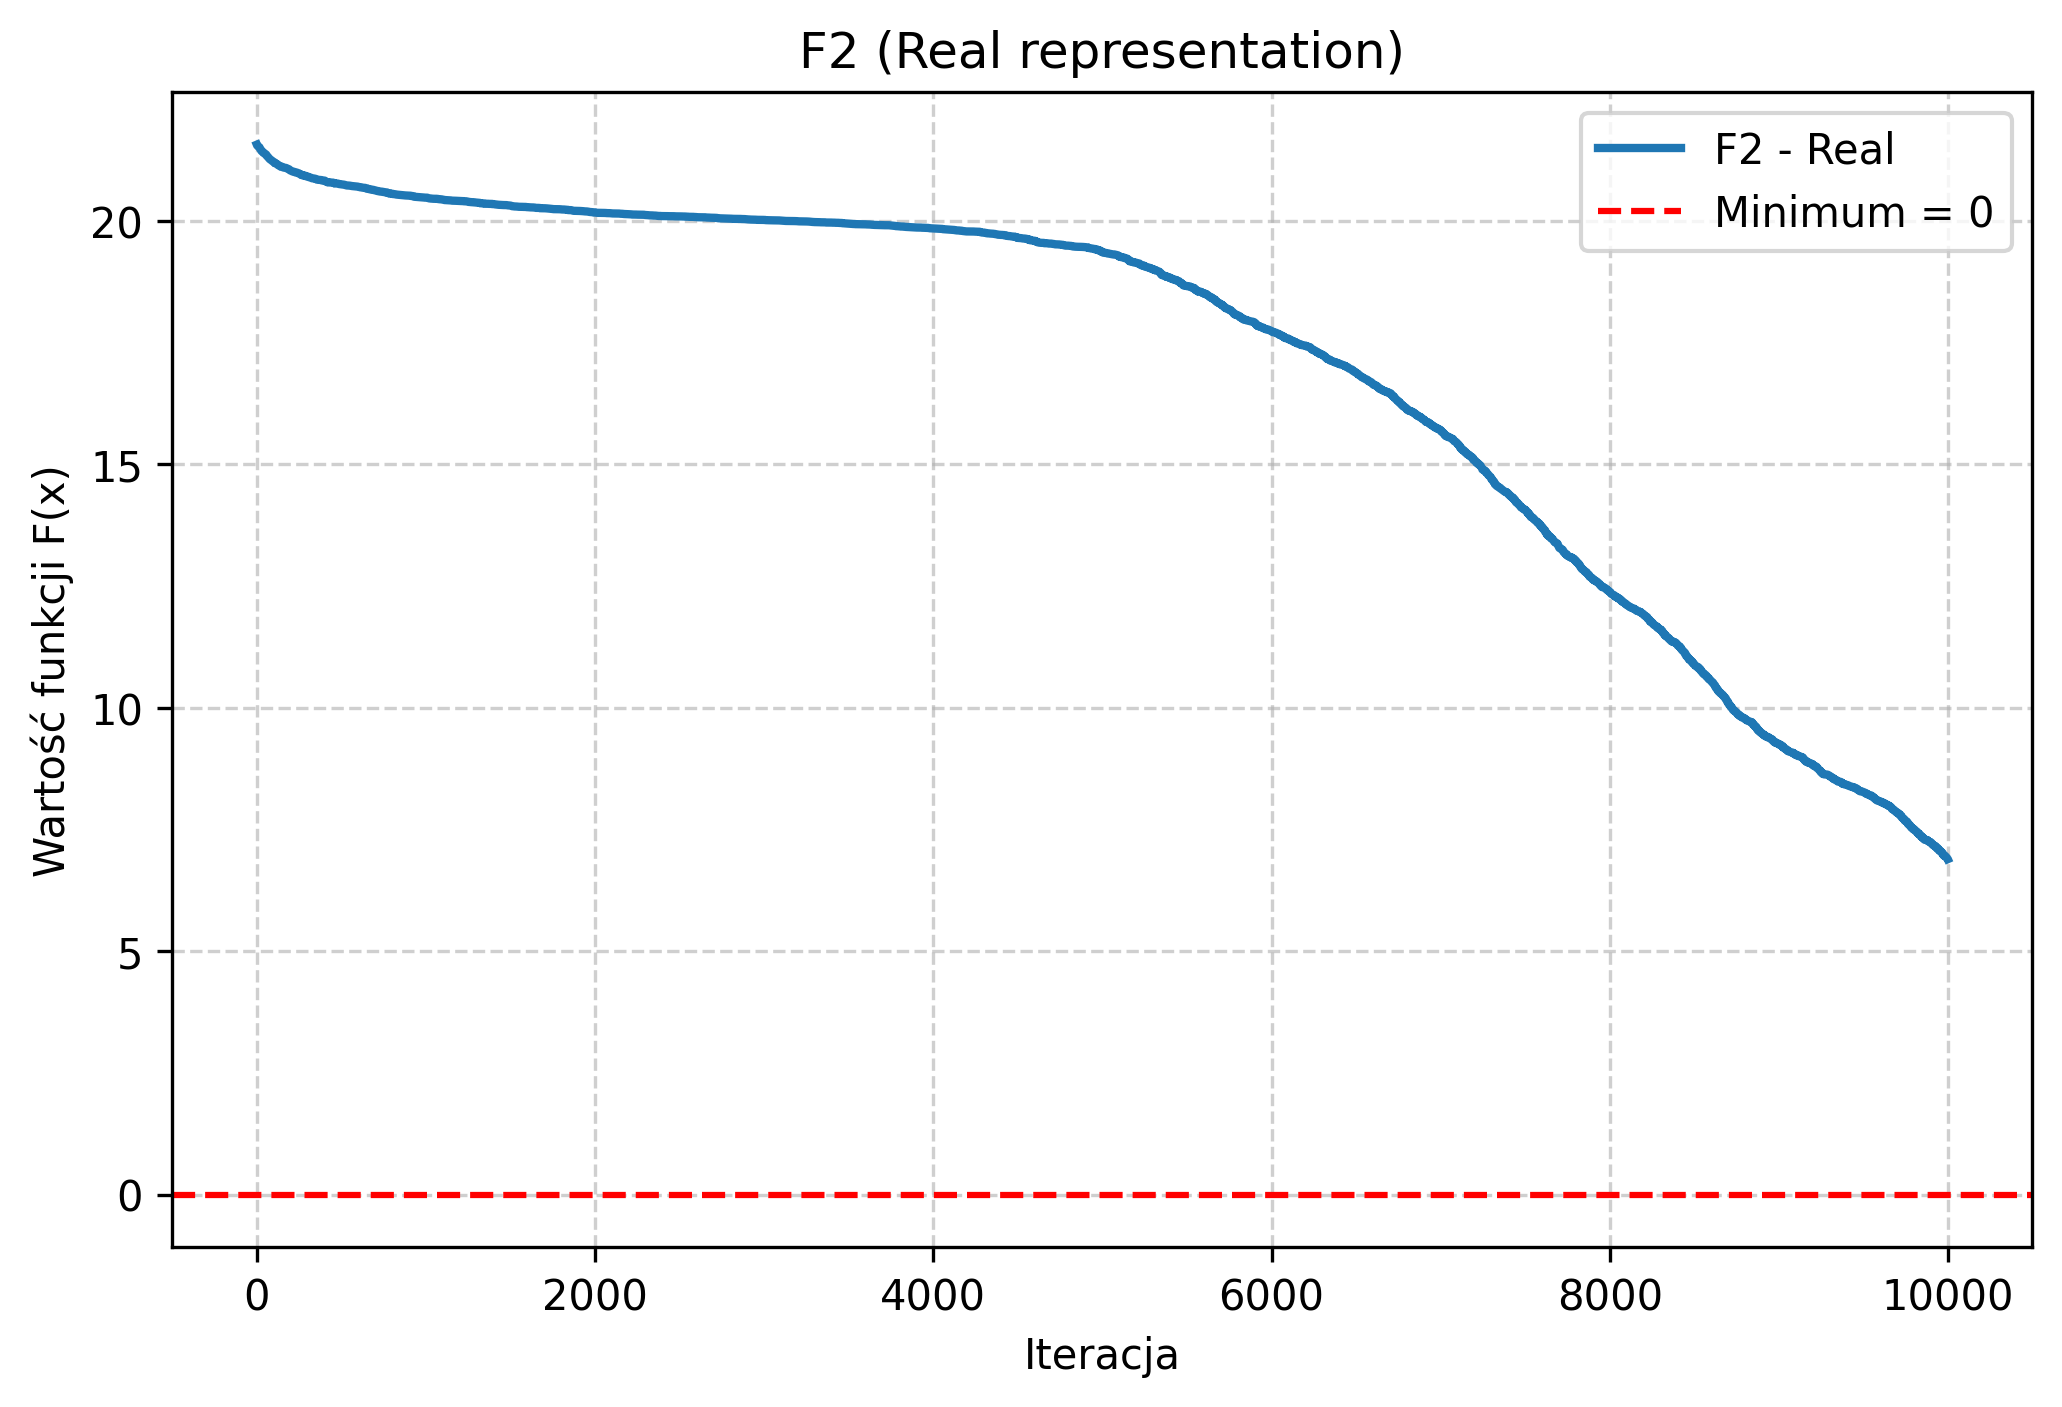 F2 (Real representation)
F2 - Real
Minimum = 0
Wartość funkcji F(x)
20
15
10
5
0
0 2000 4000 6000 8000 10000
Iteracja